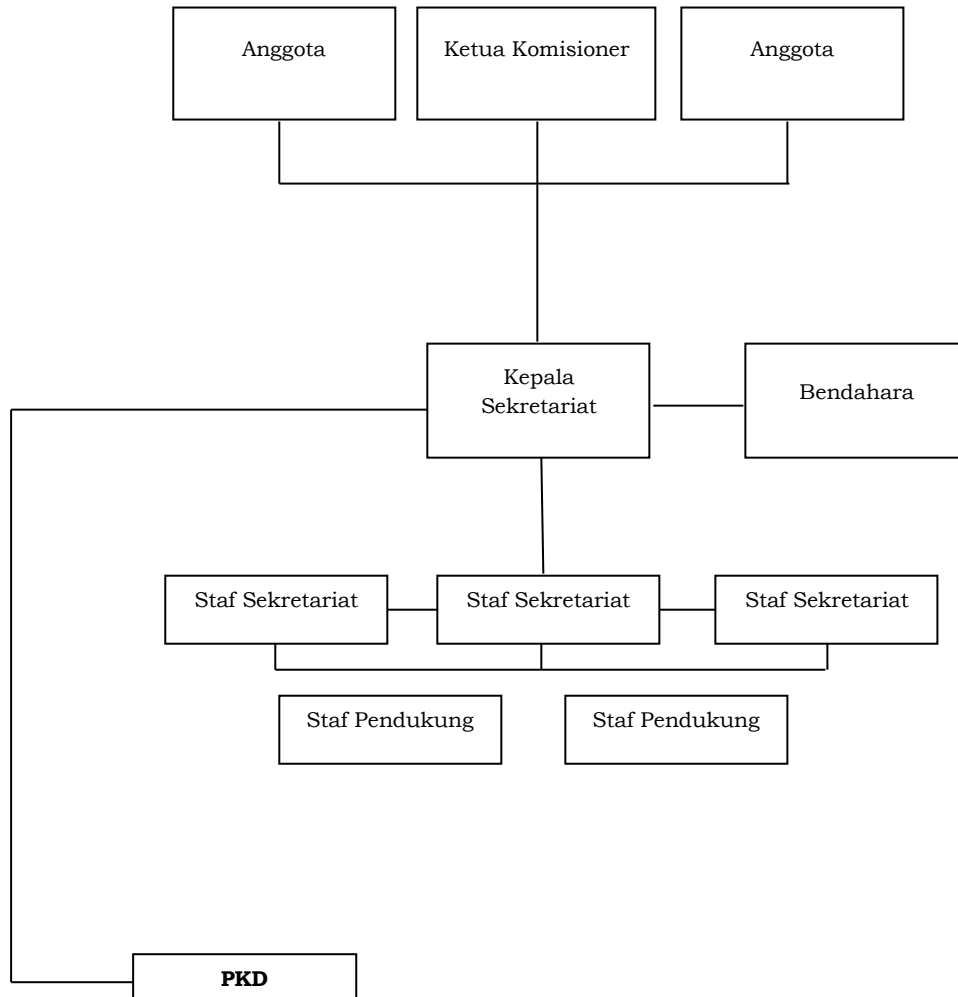 Anggota
Ketua Komisioner
Anggota
Kepala
Sekretariat
Bendahara
Staf Sekretariat
Staf Sekretariat
Staf Sekretariat
Staf Pendukung
Staf Pendukung
PKD